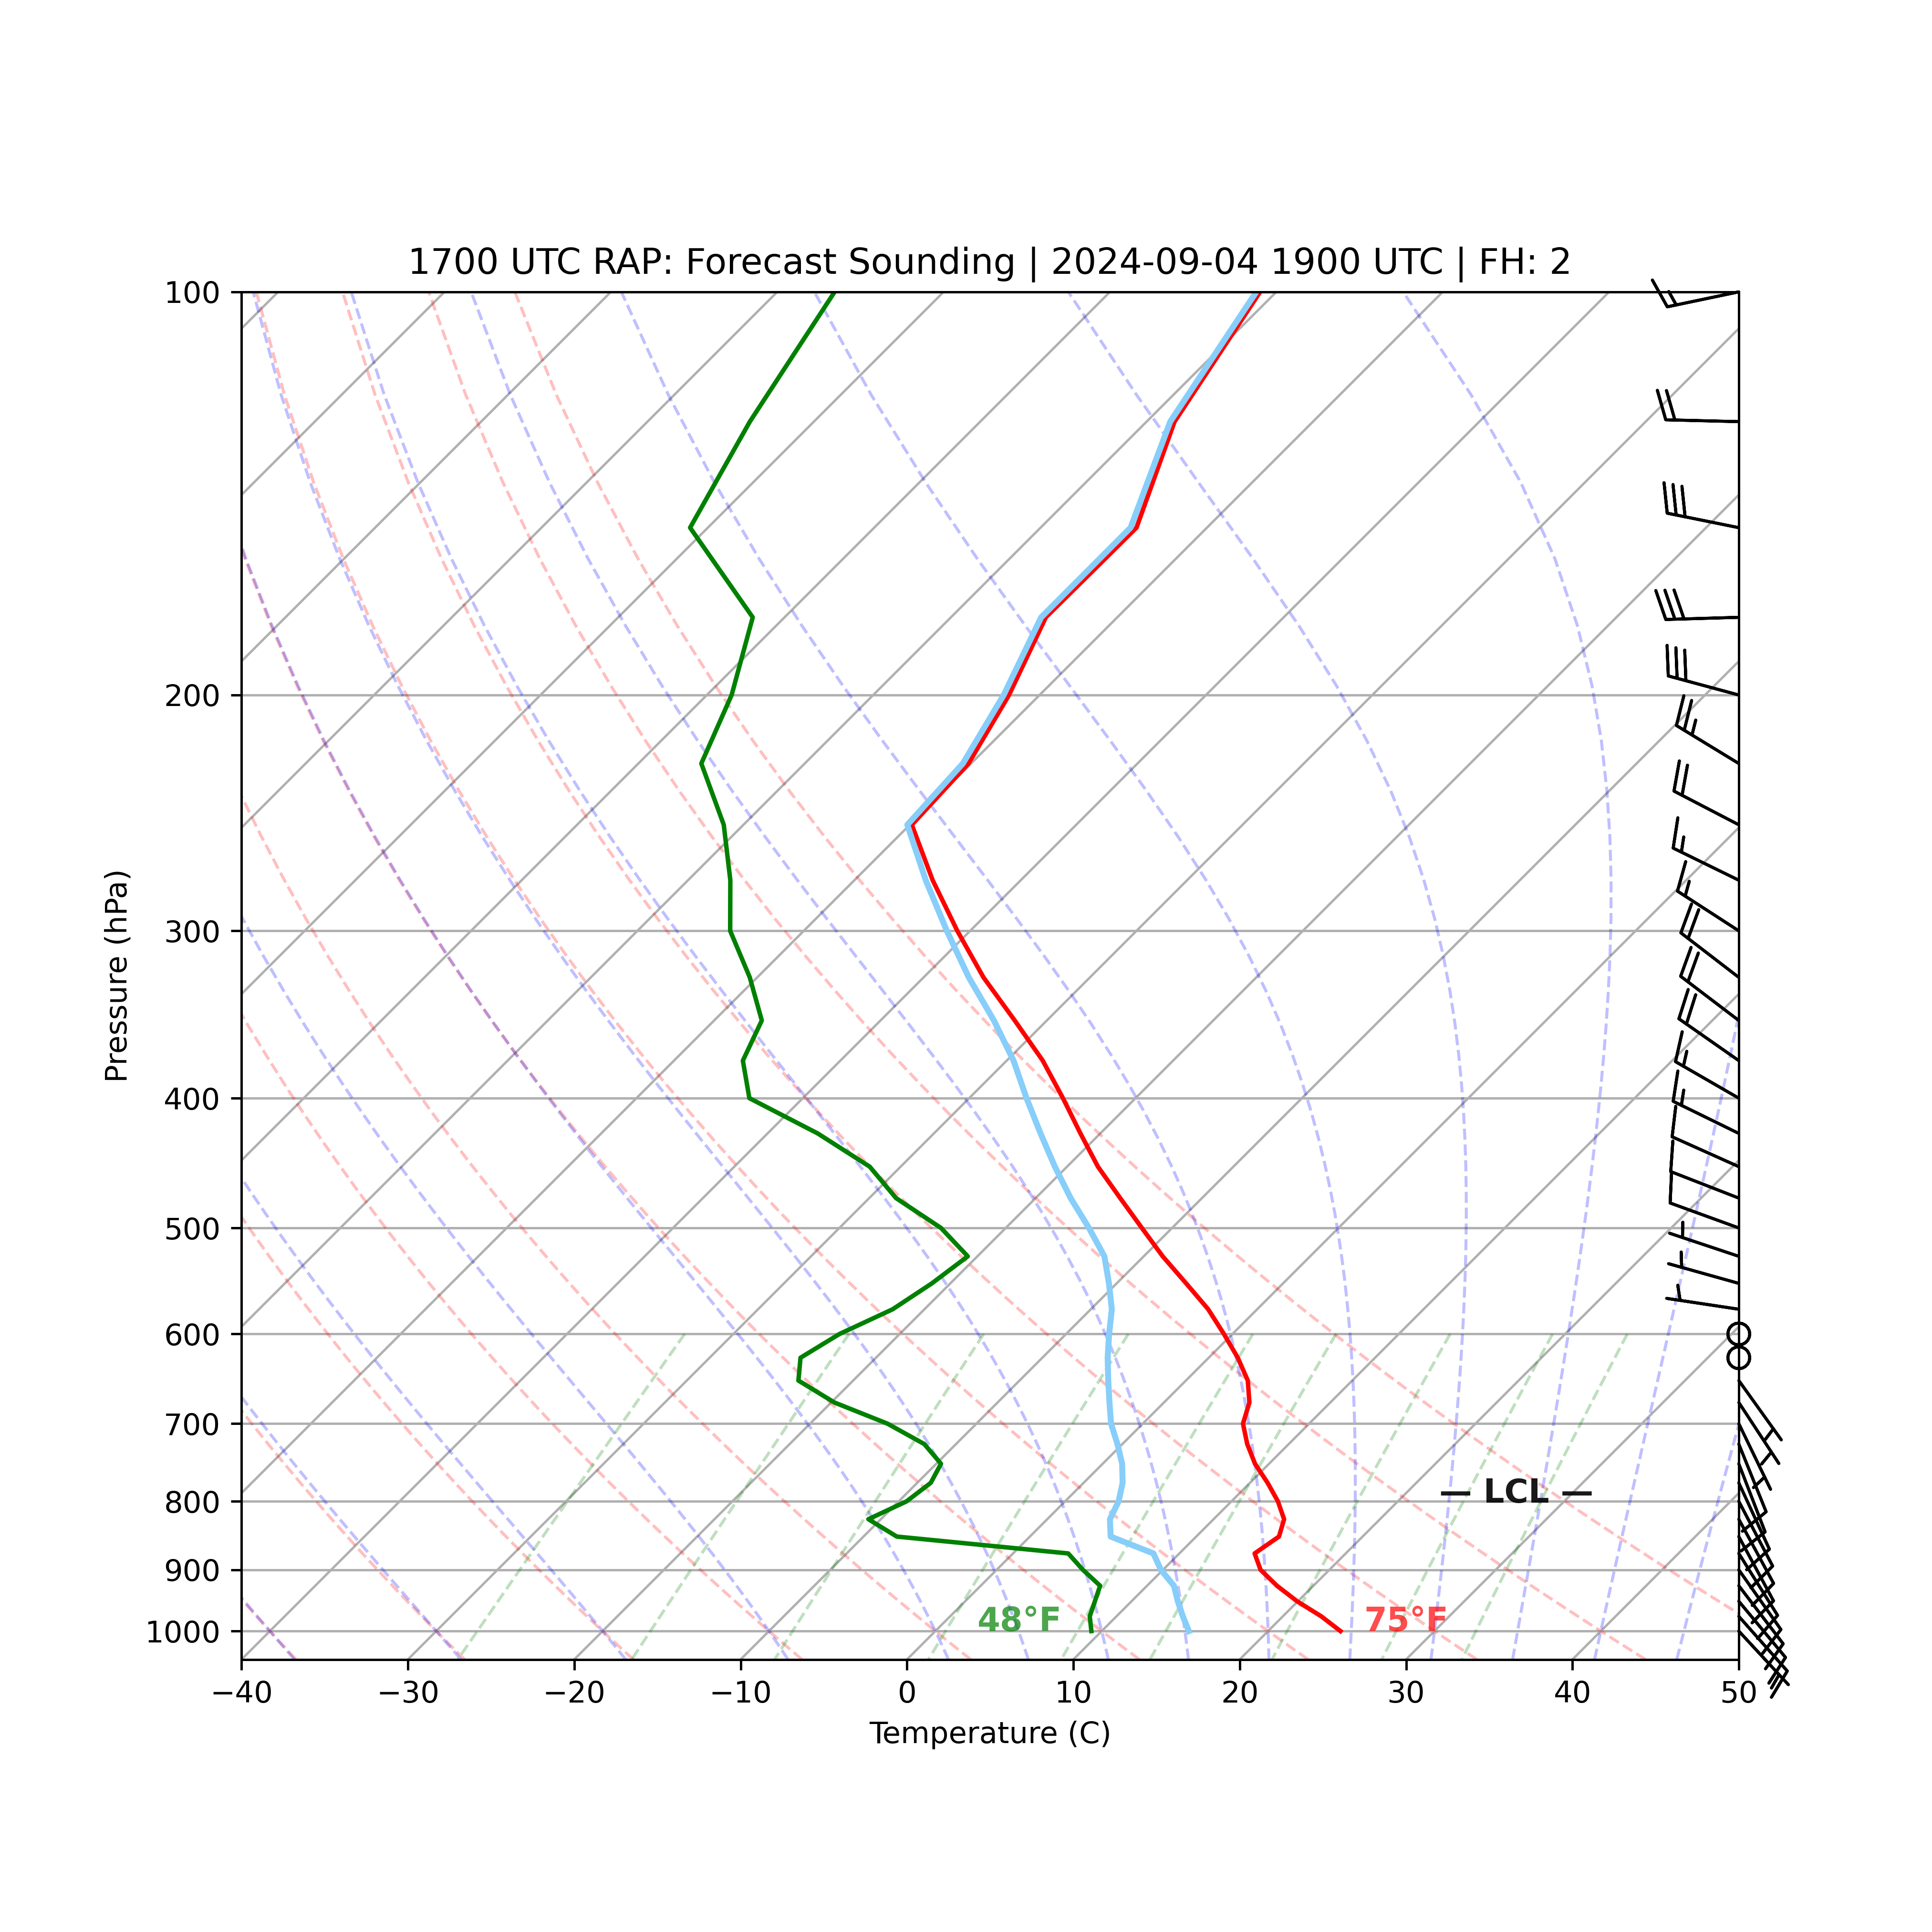 1700 UTC RAP: Forecast Sounding | 2024-09-04 1900 UTC | FH: 2
100
200
300
400
500
600
700
800
900
1000
Pressure (hPa)
— LCL —
48°F
75°F
−40 −30 −20 −10 0 10 20 30 40 50
Temperature (C)